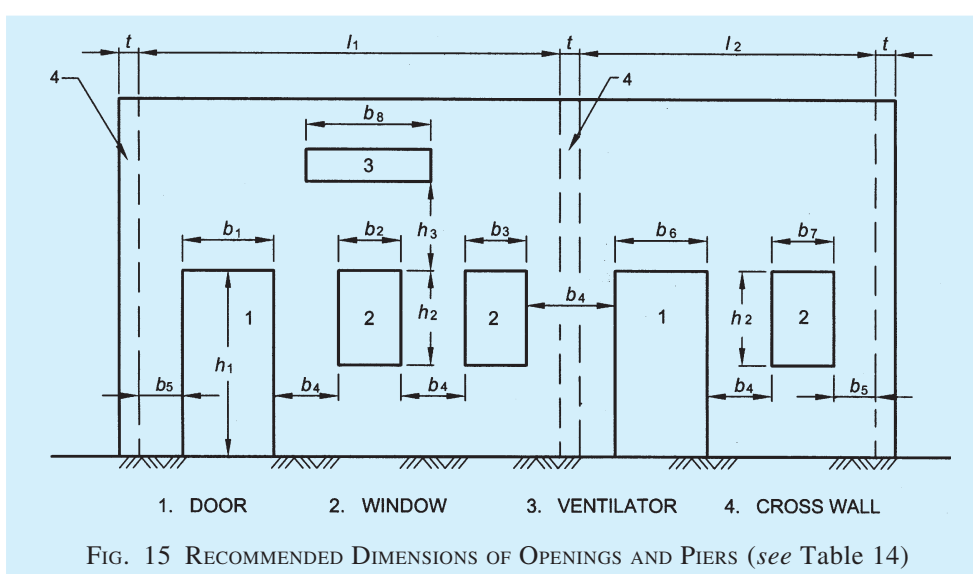 t l1 t l2 t
4 4
b8
3
b1 b2 b3 h3 b6 b7
1 2 h2 2 b4 1 h2 2
h1
b5 b4 b4 b4 b5
1. DOOR 2. WINDOW 3. VENTILATOR 4. CROSS WALL
FIG. 15 RECOMMENDED DIMENSIONS OF OPENINGS AND PIERS (see Table 14)